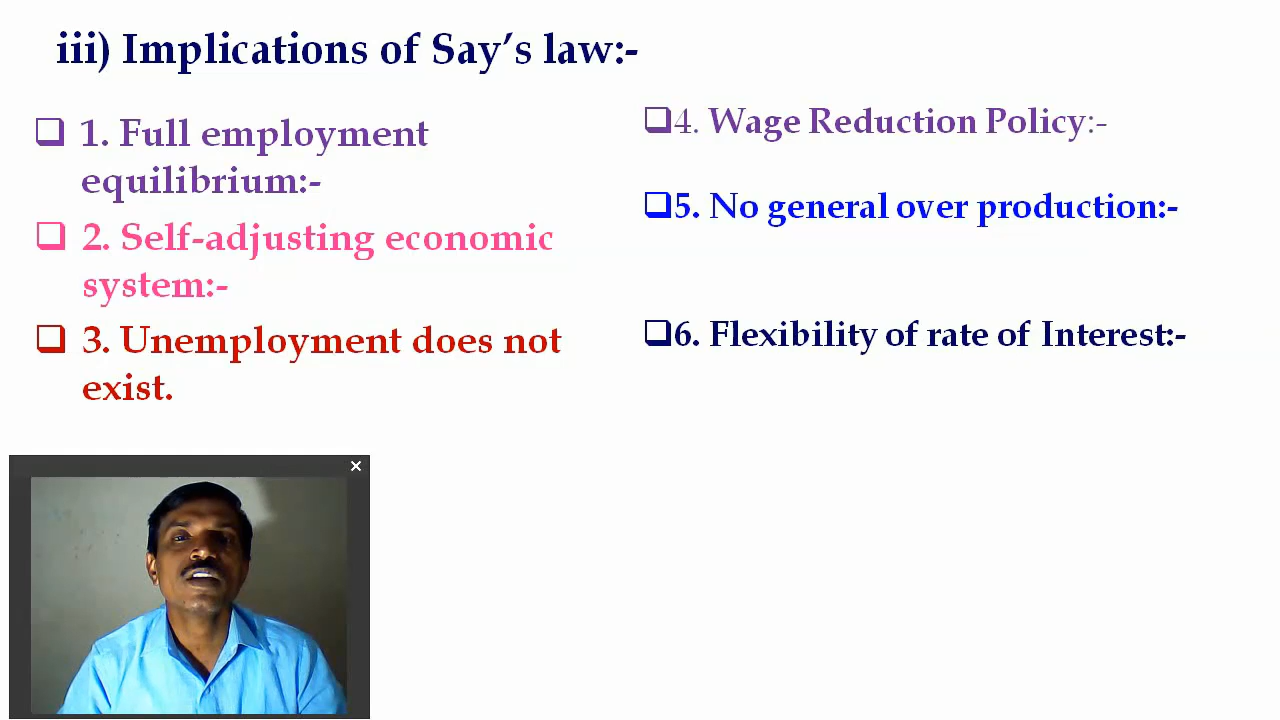 iii) Implications of Say's law:-
1. Full employment
equilibrium:-
2. Self-adjusting economic
system:-
3. Unemployment does not
exist.
4. Wage Reduction Policy:-
5. No general over production:-
6. Flexibility of rate of Interest:-